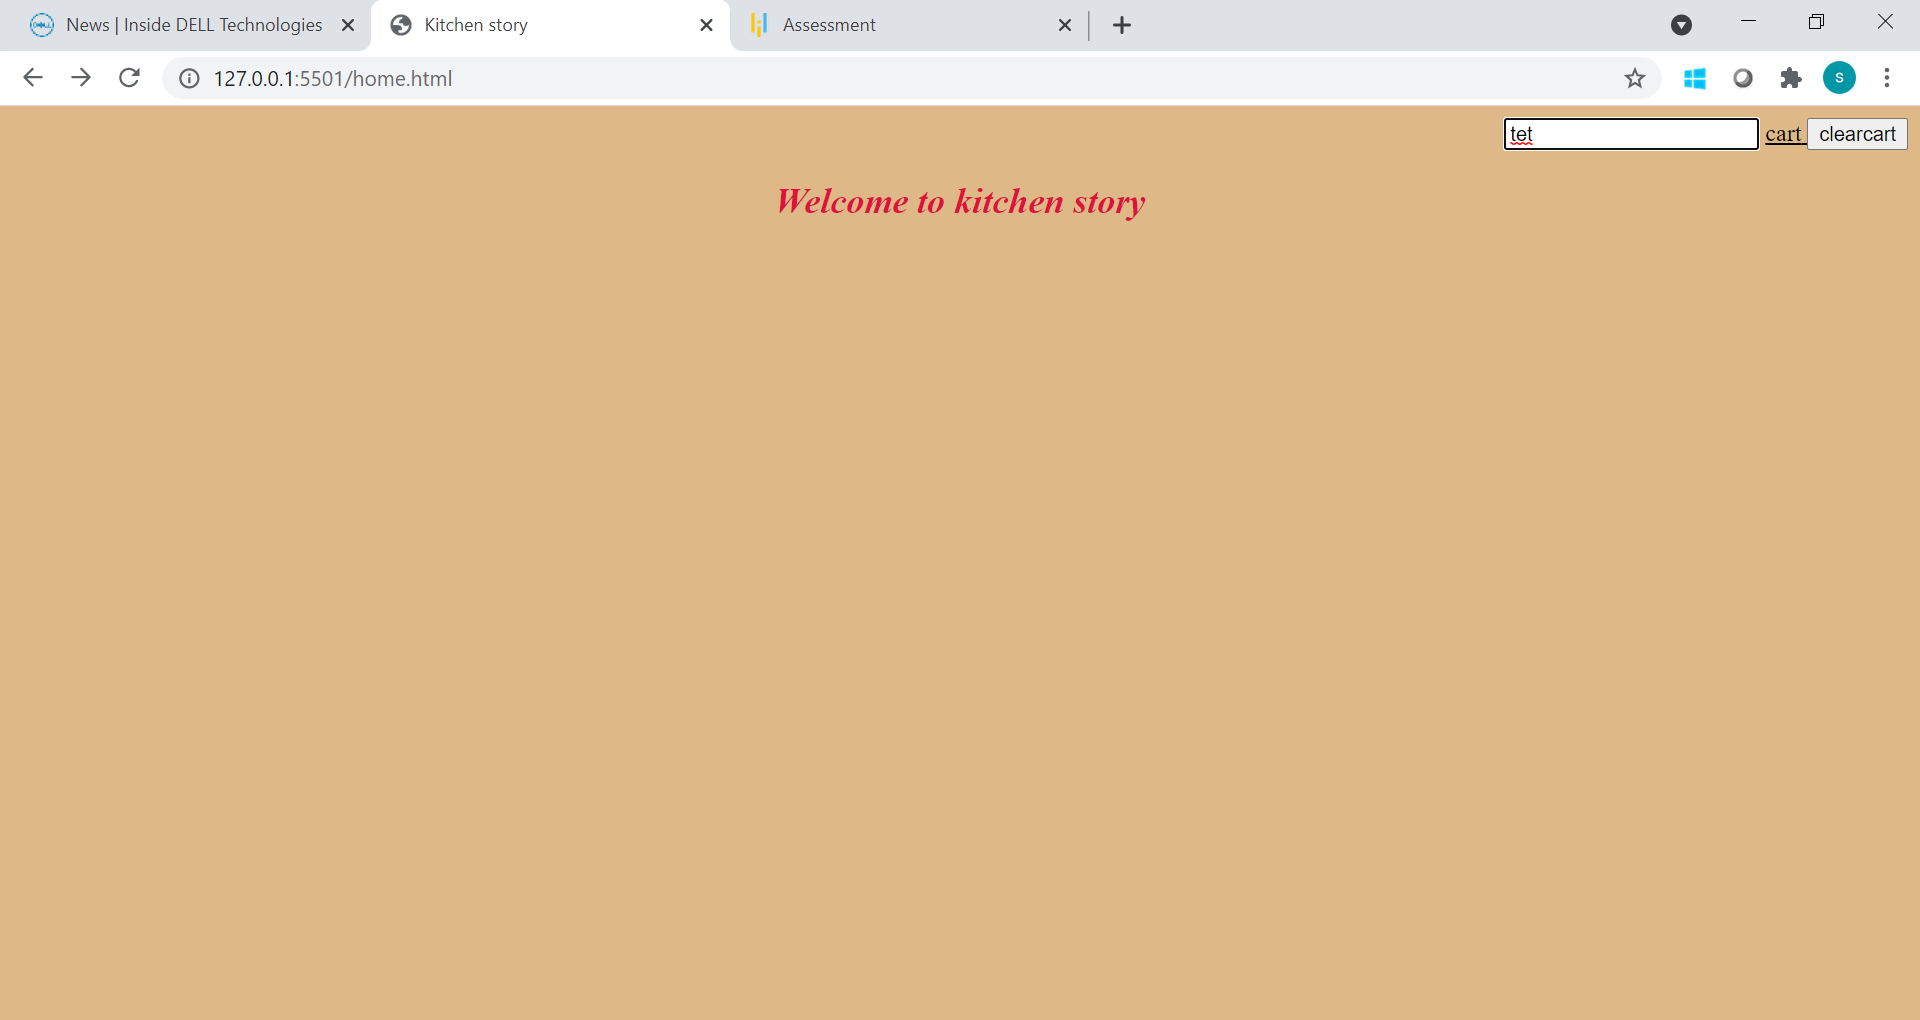 News | Inside DELL Technologies
Kitchen story
Assessment
127.0.0.1:5501/home.html
S
tet cart clearcart
Welcome to kitchen story